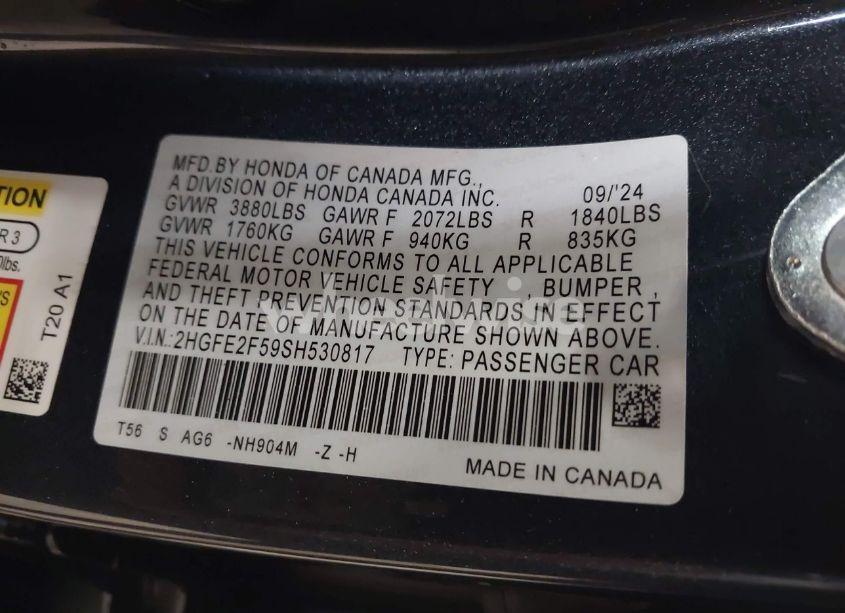 MFD.BY HONDA OF CANADA MFG.,
A DIVISION OF HONDA CANADA INC. 09/'24
GVWR 3880LBS GAWR F 2072LBS R 1840LBS
GVWR 1760KG GAWR F 940KG R 835KG
THIS VEHICLE CONFORMS TO ALL APPLICABLE
FEDERAL MOTOR VEHICLE SAFETY , BUMPER ,
AND THEFT PREVENTION STANDARDS IN EFFECT
ON THE DATE OF MANUFACTURE SHOWN ABOVE.
V.I.N.:2HGFE2F59SH530817 TYPE: PASSENGER CAR
T56 S AG6 -NH904M -Z -H
MADE IN CANADA
R 3
lbs.
T20 A1